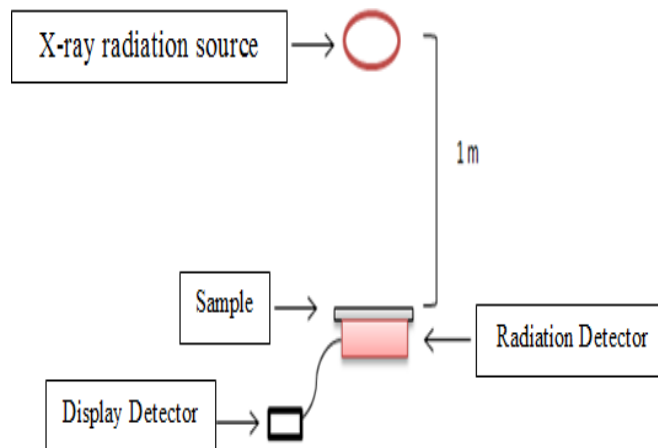 X-ray radiation source
1m
Sample
Radiation Detector
Display Detector